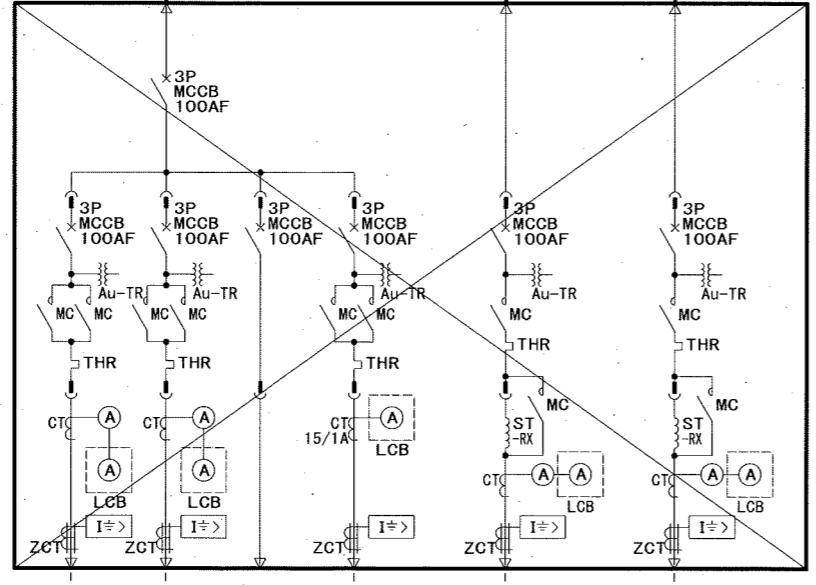 3P
MCCB
100AF
3P
MCCB
100AF
3P
MCCB
100AF
3P
MCCB
100AF
3P
MCCB
100AF
3P
MCCB
100AF
3P
MCCB
100AF
Au-TR
Au-TR
Au-TR
Au-TR
Au-TR
MC
MC
MC
MC
MC
MC
MC
MC
THR
THR
THR
THR
THR
MC
MC
CT
A
CT
A
CT
15/1A
A
LCB
ST
-RX
ST
-RX
A
LCB
A
LCB
CT
A
A
LCB
CT
A
A
LCB
I⏚>
I⏚>
I⏚>
I⏚>
I⏚>
ZCT
ZCT
ZCT
ZCT
ZCT